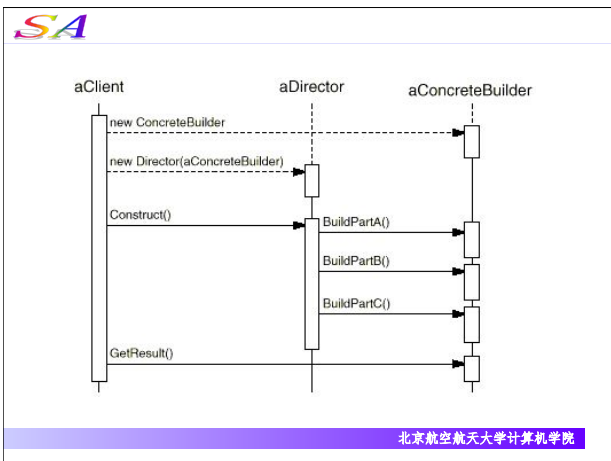 SA
aClient
aDirector
aConcreteBuilder
new ConcreteBuilder
new Director(aConcreteBuilder)
Construct()
BuildPartA()
BuildPartB()
BuildPartC()
GetResult()
北京航空航天大学计算机学院